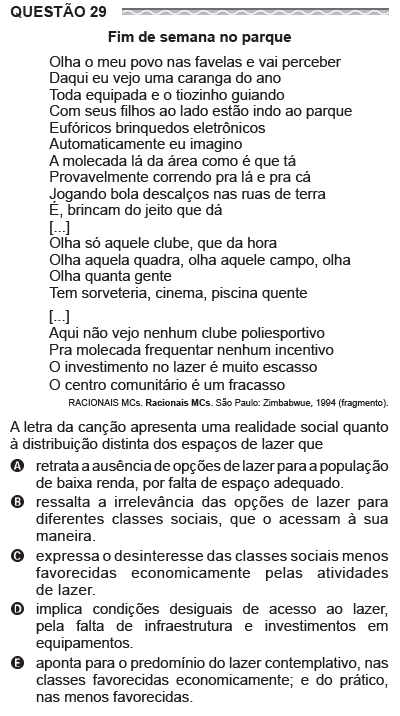 QUESTÃO 29
Fim de semana no parque
Olha o meu povo nas favelas e vai perceber
Daqui eu vejo uma caranga do ano
Toda equipada e o tiozinho guiando
Com seus filhos ao lado estão indo ao parque
Eufóricos brinquedos eletrônicos
Automaticamente eu imagino
A molecada lá da área como é que tá
Provavelmente correndo pra lá e pra cá
Jogando bola descalços nas ruas de terra
É, brincam do jeito que dá
[...]
Olha só aquele clube, que da hora
Olha aquela quadra, olha aquele campo, olha
Olha quanta gente
Tem sorveteria, cinema, piscina quente
[...]
Aqui não vejo nenhum clube poliesportivo
Pra molecada frequentar nenhum incentivo
O investimento no lazer é muito escasso
O centro comunitário é um fracasso
RACIONAIS MCs. Racionais MCs. São Paulo: Zimbabwue, 1994 (fragmento).
A letra da canção apresenta uma realidade social quanto
à distribuição distinta dos espaços de lazer que
A retrata a ausência de opções de lazer para a população
de baixa renda, por falta de espaço adequado.
B ressalta a irrelevância das opções de lazer para
diferentes classes sociais, que o acessam à sua
maneira.
C expressa o desinteresse das classes sociais menos
favorecidas economicamente pelas atividades
de lazer.
D implica condições desiguais de acesso ao lazer,
pela falta de infraestrutura e investimentos em
equipamentos.
E aponta para o predomínio do lazer contemplativo, nas
classes favorecidas economicamente; e do prático,
nas menos favorecidas.